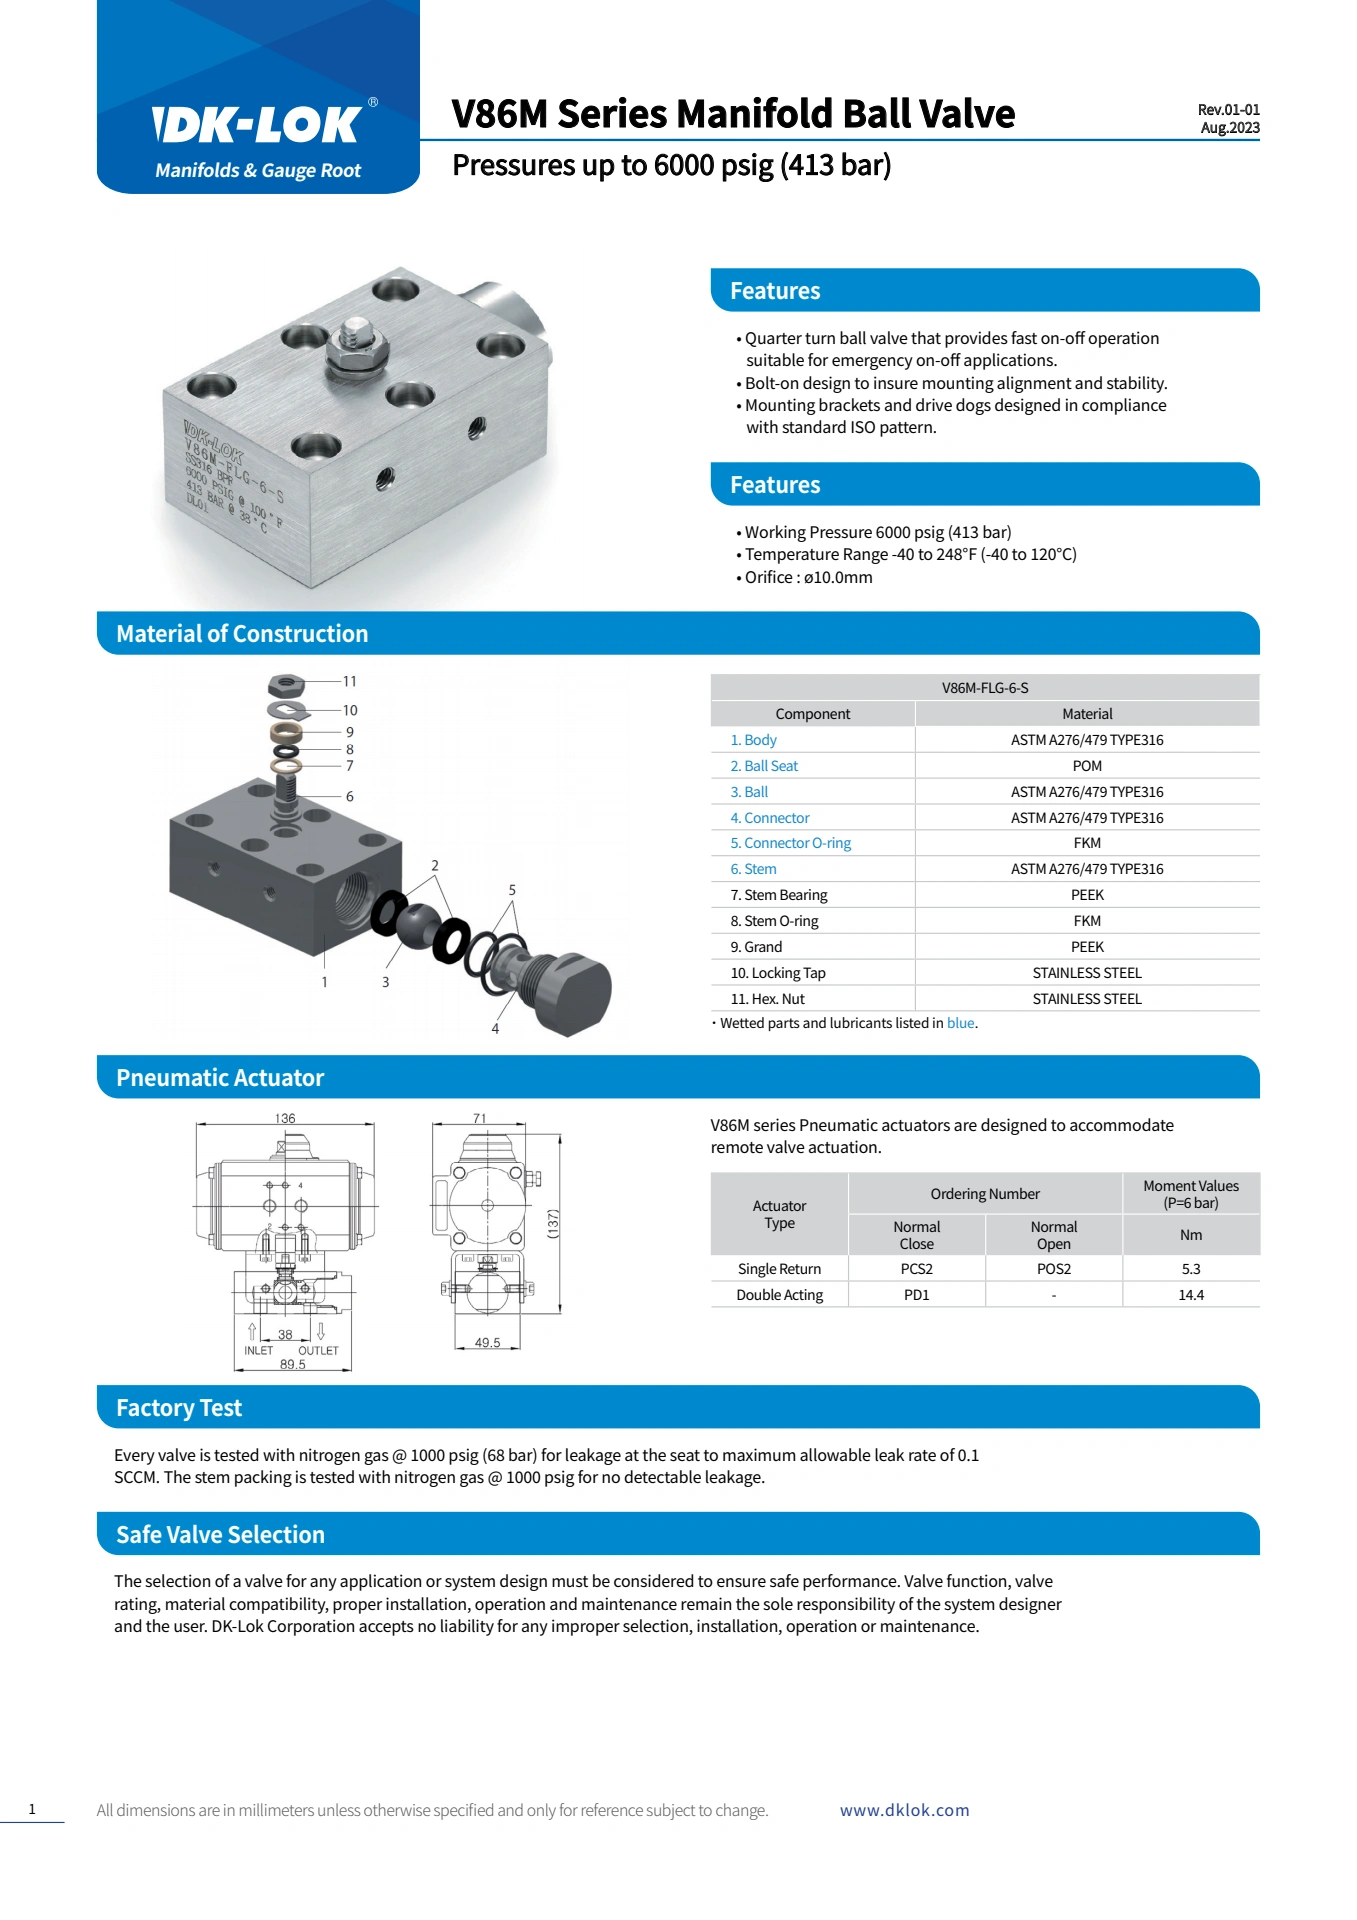 DK-LOK®
Manifolds & Gauge Root
V86M Series Manifold Ball Valve
Rev.01-01
Aug.2023
Pressures up to 6000 psig (413 bar)
DK-LOK
V86M-FLG-6-S
SS316 BPF
6000 PSIG @ 100°F
413 BAR @ 38°C
DL01
Features
• Quarter turn ball valve that provides fast on-off operation
suitable for emergency on-off applications.
• Bolt-on design to insure mounting alignment and stability.
• Mounting brackets and drive dogs designed in compliance
with standard ISO pattern.
Features
• Working Pressure 6000 psig (413 bar)
• Temperature Range -40 to 248°F (-40 to 120°C)
• Orifice : ø10.0mm
Material of Construction
11
10
9
8
7
6
2
5
1
3
4
V86M-FLG-6-S
Component Material
1. Body ASTM A276/479 TYPE316
2. Ball Seat POM
3. Ball ASTM A276/479 TYPE316
4. Connector ASTM A276/479 TYPE316
5. Connector O-ring FKM
6. Stem ASTM A276/479 TYPE316
7. Stem Bearing PEEK
8. Stem O-ring FKM
9. Grand PEEK
10. Locking Tap STAINLESS STEEL
11. Hex. Nut STAINLESS STEEL
· Wetted parts and lubricants listed in blue.
Pneumatic Actuator
136
4
2
38
INLET OUTLET
89.5
71
(137)
49.5
V86M series Pneumatic actuators are designed to accommodate
remote valve actuation.
Actuator
Type
Ordering Number
Moment Values
(P=6 bar)
Normal
Close
Normal
Open
Nm
Single Return PCS2 POS2 5.3
Double Acting PD1 - 14.4
Factory Test
Every valve is tested with nitrogen gas @ 1000 psig (68 bar) for leakage at the seat to maximum allowable leak rate of 0.1
SCCM. The stem packing is tested with nitrogen gas @ 1000 psig for no detectable leakage.
Safe Valve Selection
The selection of a valve for any application or system design must be considered to ensure safe performance. Valve function, valve
rating, material compatibility, proper installation, operation and maintenance remain the sole responsibility of the system designer
and the user. DK-Lok Corporation accepts no liability for any improper selection, installation, operation or maintenance.
1
All dimensions are in millimeters unless otherwise specified and only for reference subject to change.
www.dklok.com